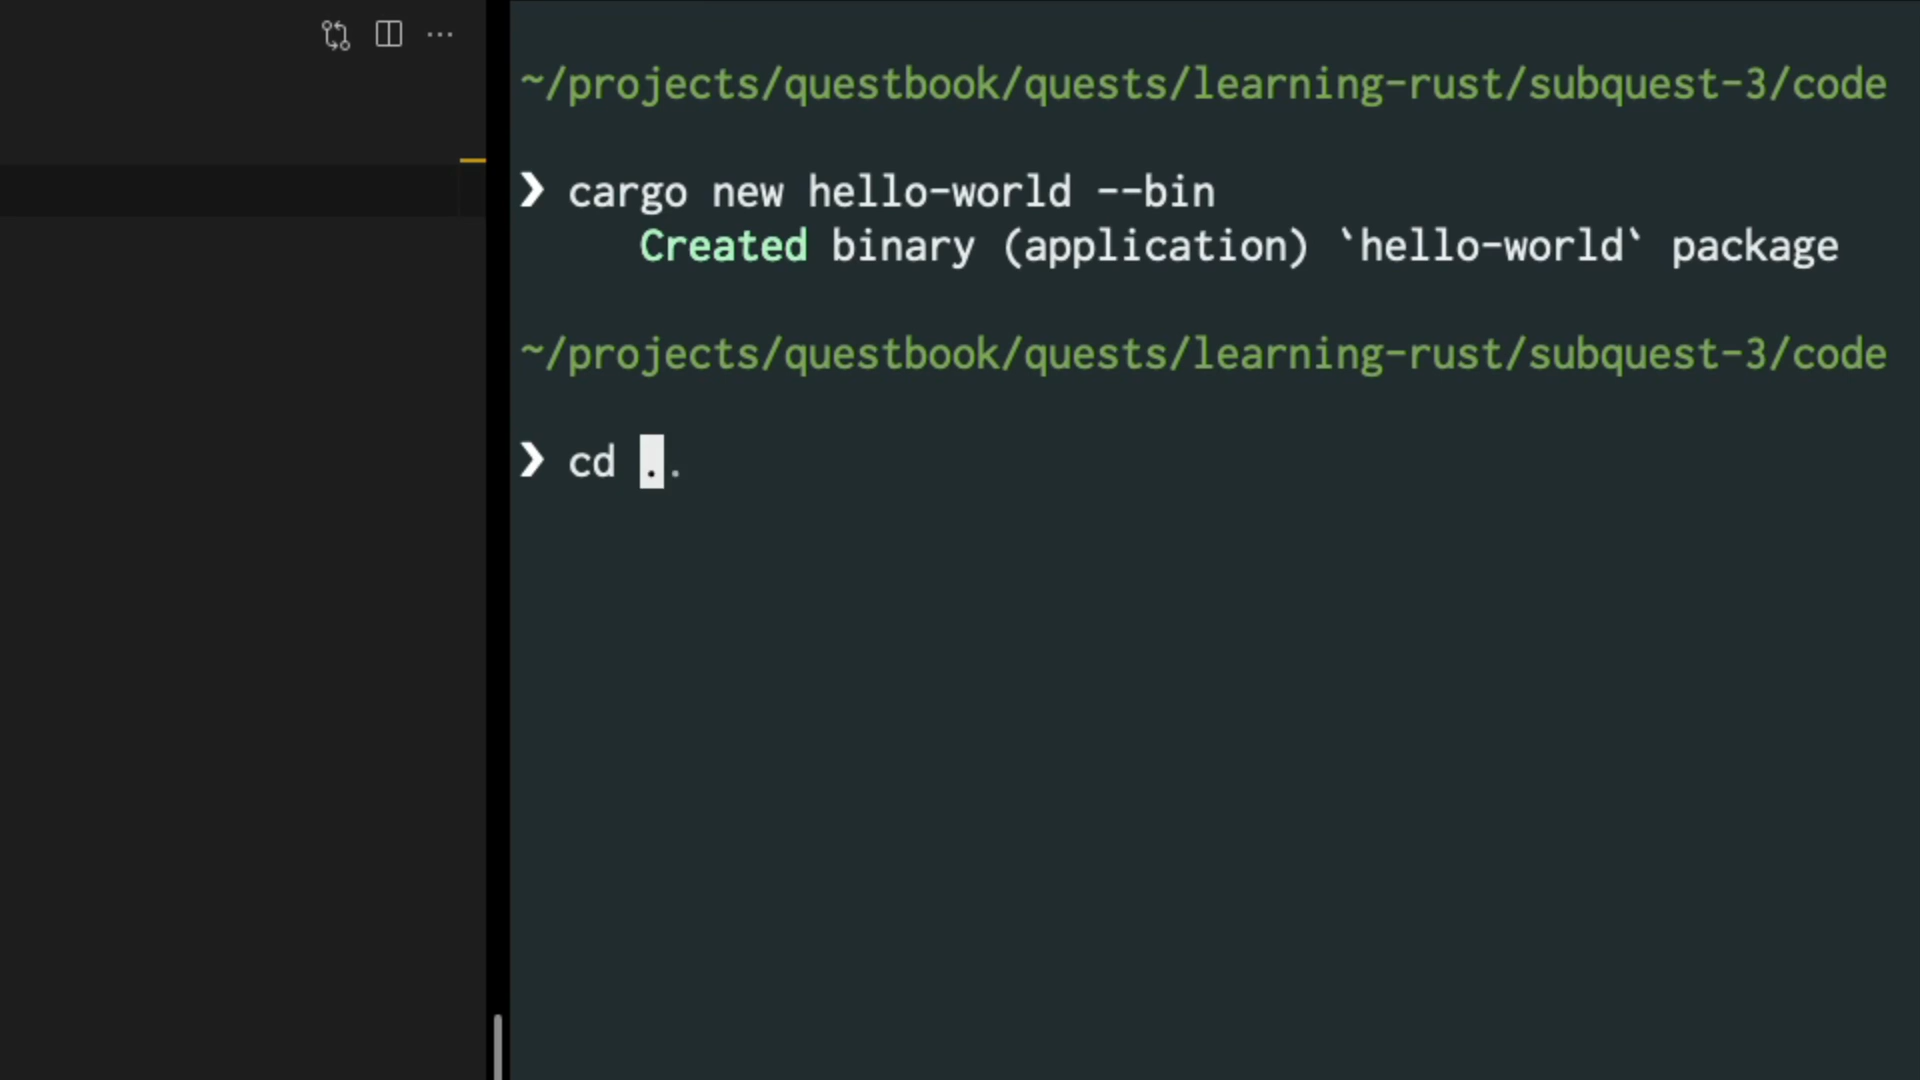 ~/projects/questbook/quests/learning-rust/subquest-3/code
❯ cargo new hello-world --bin
Created binary (application) `hello-world` package
~/projects/questbook/quests/learning-rust/subquest-3/code
❯ cd ..